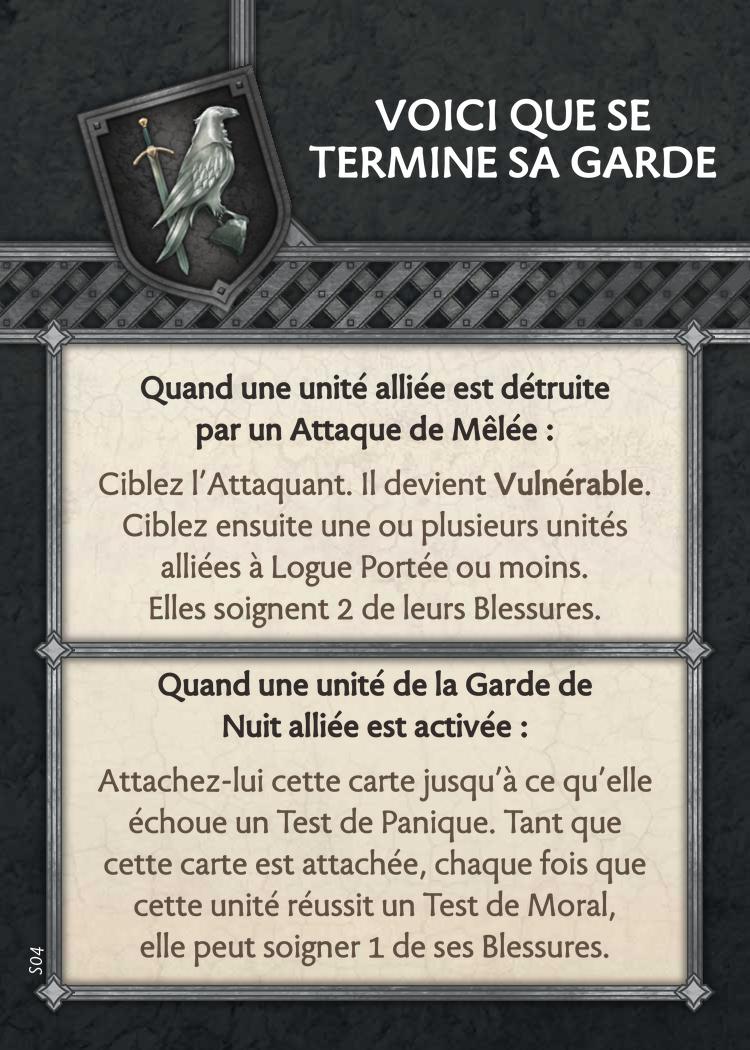 VOICI QUE SE
TERMINE SA GARDE
Quand une unité alliée est détruite
par un Attaque de Mêlée :
Ciblez l'Attaquant. Il devient Vulnérable.
Ciblez ensuite une ou plusieurs unités
alliées à Logue Portée ou moins.
Elles soignent 2 de leurs Blessures.
Quand une unité de la Garde de
Nuit alliée est activée :
Attachez-lui cette carte jusqu'à ce qu'elle
échoue un Test de Panique. Tant que
cette carte est attachée, chaque fois que
cette unité réussit un Test de Moral,
elle peut soigner 1 de ses Blessures.
S04